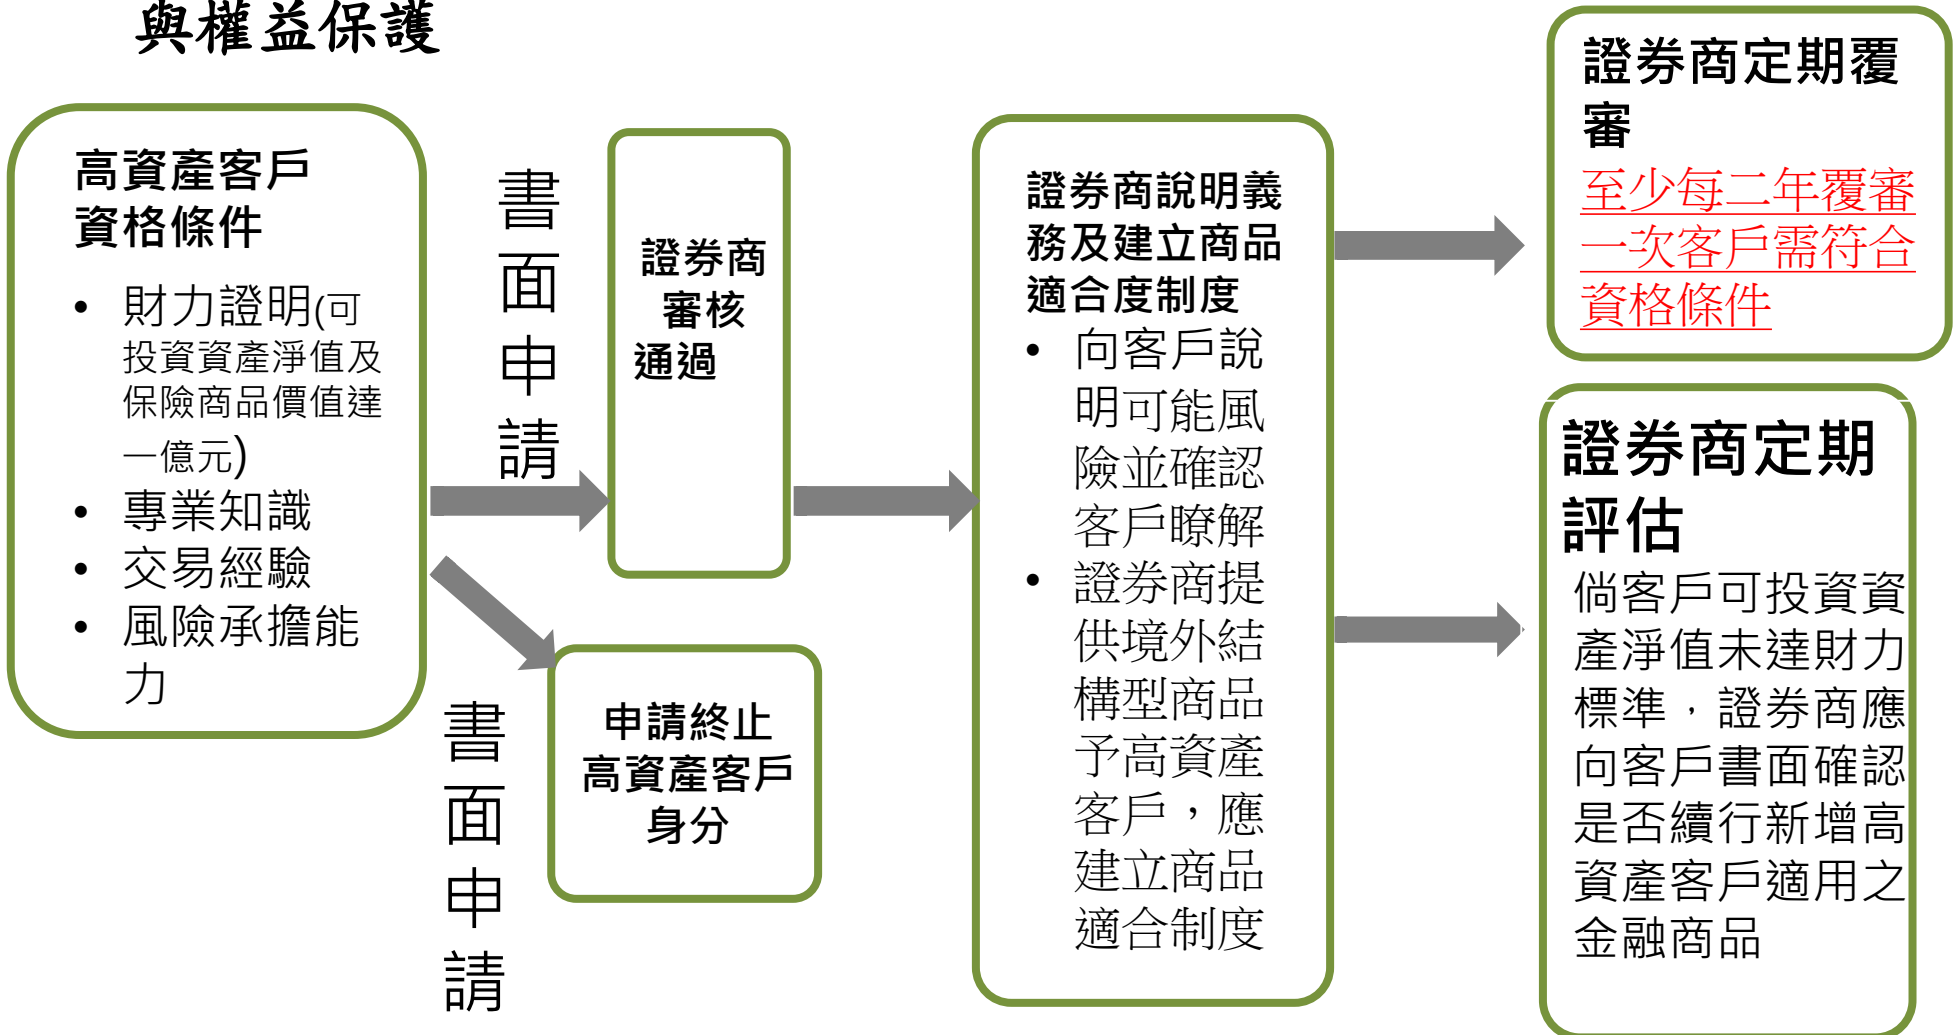 與權益保護
高資產客戶
資格條件
• 財力證明(可
投資資產淨值及
保險商品價值達
一億元)
• 專業知識
• 交易經驗
• 風險承擔能
力
書
面
申
請
證券商
審核
通過
書
面
申
請
申請終止
高資產客戶
身分
證券商說明義
務及建立商品
適合度制度
• 向客戶說
明可能風
險並確認
客戶瞭解
• 證券商提
供境外結
構型商品
予高資產
客戶，應
建立商品
適合制度
證券商定期覆
審
至少每二年覆審
一次客戶需符合
資格條件
證券商定期
評估
倘客戶可投資資
產淨值未達財力
標準，證券商應
向客戶書面確認
是否續行新增高
資產客戶適用之
金融商品